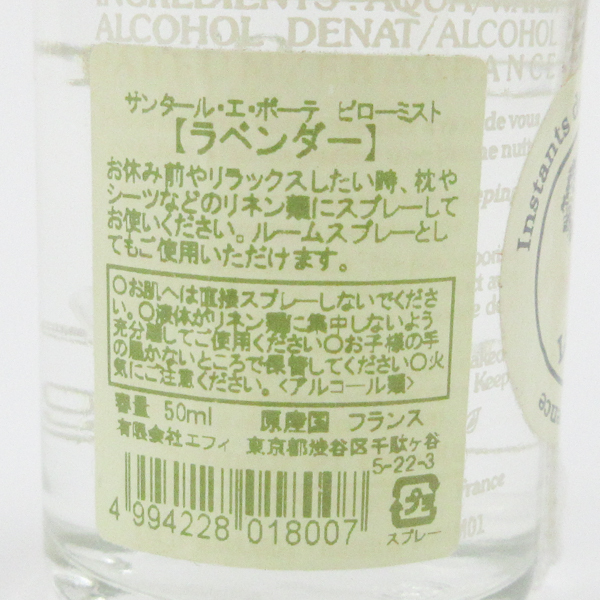 INGREDIENTS : AQUA/WATER
ALCOHOL DENAT/ALCOHOL
サンタール・エ・ボーテ ピローミスト
【ラベンダー】
お休み前やリラックスしたい時、枕や
シーツなどのリネン類にスプレーして
お使いください。ルームスプレーとし
てもご使用いただけます。
○お肌へは直接スプレーしないでくださ
い。○液体がリネン類に集中しないよう
充分離してご使用ください○お子様の手
の届かないところで保管してください○火
気にご注意ください。<アルコール類>
容量 50ml 原産国 フランス
有限会社エフィ 東京都渋谷区千駄ヶ谷
5-22-3
4 994228 018007
プラ
スプレー
Instants d
de vous
nuit
Keep
France